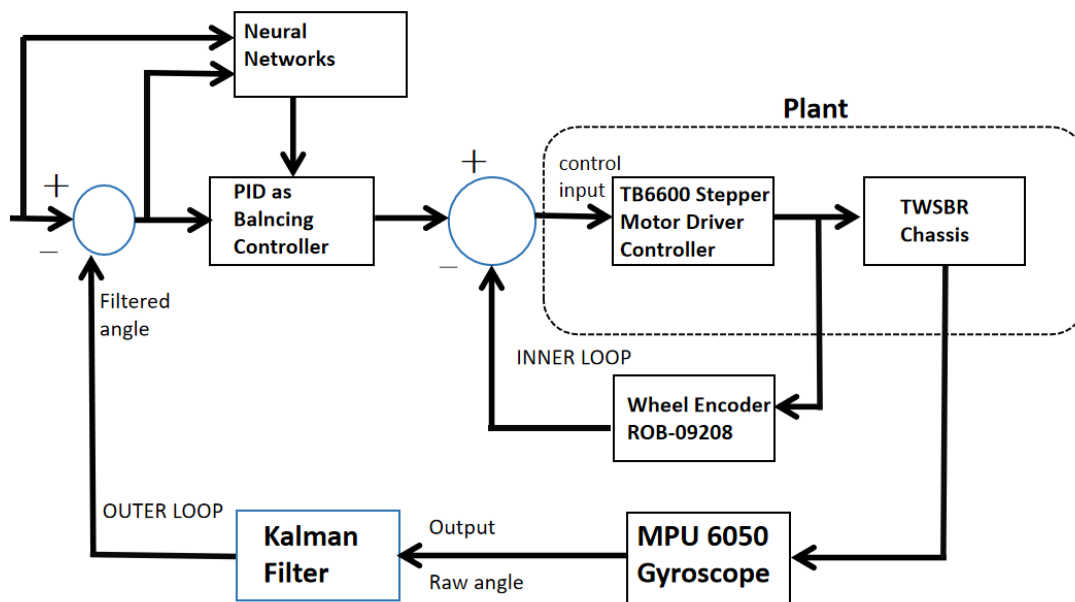 Neural
Networks
Plant
+
control
input
+
PID as
Balncing
Controller
TB6600 Stepper
Motor Driver
Controller
TWSBR
Chassis
−
−
Filtered
angle
INNER LOOP
Wheel Encoder
ROB-09208
OUTER LOOP
Kalman
Filter
Output
Raw angle
MPU 6050
Gyroscope